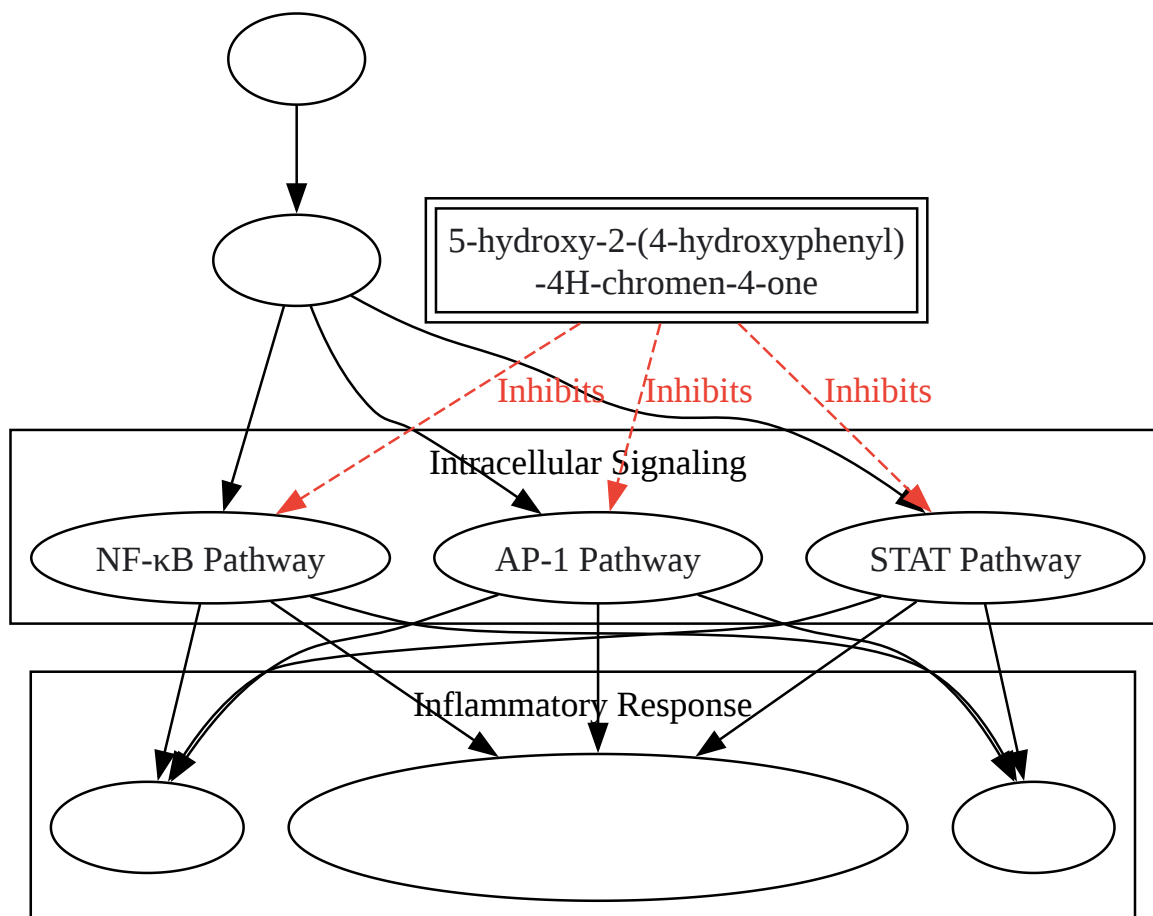 5-hydroxy-2-(4-hydroxyphenyl)
-4H-chromen-4-one
Inhibits
Inhibits
Inhibits
Intracellular Signaling
NF-κB Pathway
AP-1 Pathway
STAT Pathway
Inflammatory Response